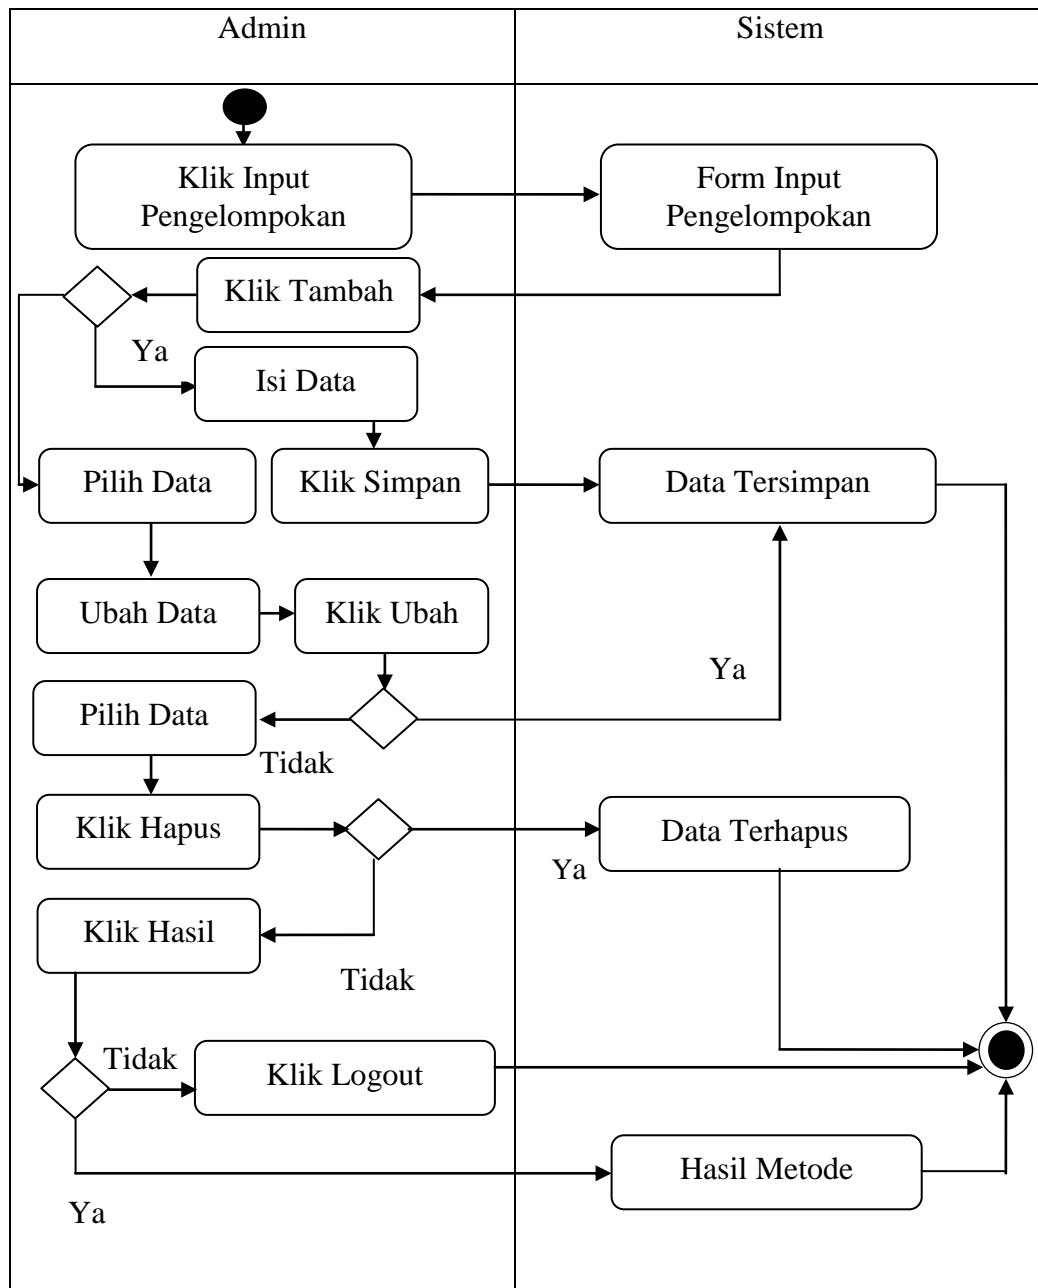 Admin
Sistem
Klik Input
Pengelompokan
Form Input
Pengelompokan
Klik Tambah
Ya
Isi Data
Pilih Data
Klik Simpan
Data Tersimpan
Ubah Data
Klik Ubah
Ya
Pilih Data
Tidak
Klik Hapus
Data Terhapus
Ya
Klik Hasil
Tidak
Tidak
Klik Logout
Hasil Metode
Ya